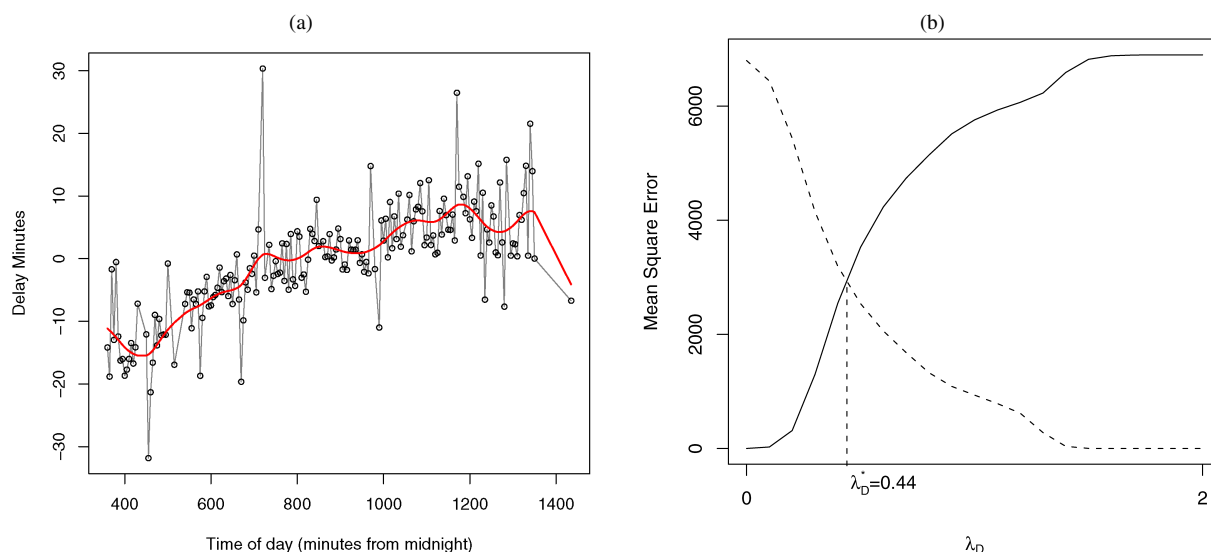 (a)
Delay Minutes
30
20
10
0
−10
−20
−30
400 600 800 1000 1200 1400
Time of day (minutes from midnight)
(b)
Mean Square Error
6000
4000
2000
0
0 2
λ*D=0.44
λD